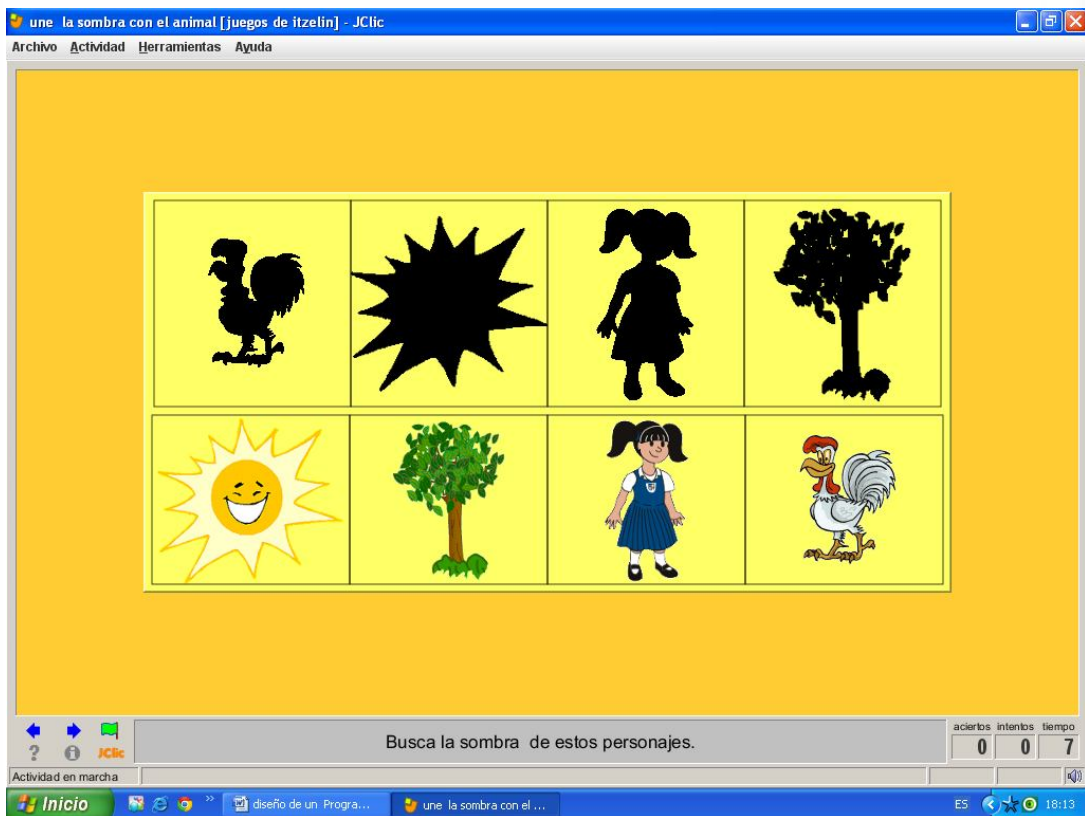 une  la sombra con el animal [juegos de itzelin] - JClic
Archivo Actividad Herramientas Ayuda
Busca la sombra  de estos personajes.
aciertos intentos tiempo
0 0 7
? i JClic
Actividad en marcha
Inicio » diseño de un Progra... une  la sombra con el ... ES 18:13